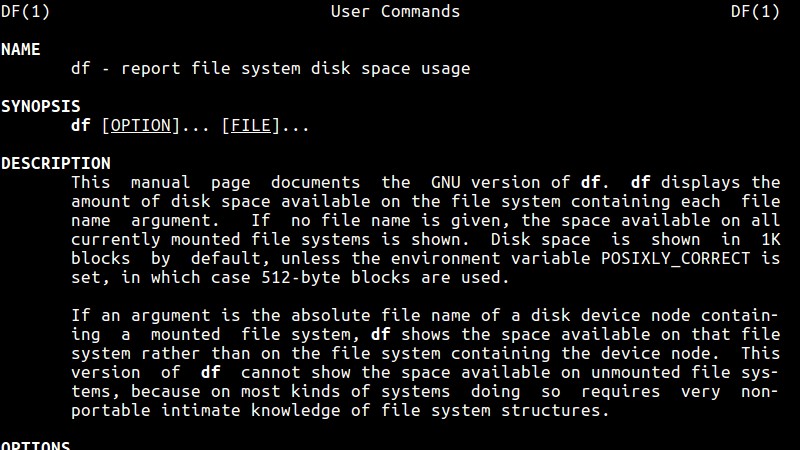 DF(1)                            User Commands                           DF(1)
NAME
       df - report file system disk space usage
SYNOPSIS
       df [OPTION]... [FILE]...
DESCRIPTION
       This  manual  page  documents  the  GNU version of df.  df displays the
       amount of disk space available on the file system containing each  file
       name  argument.   If  no file name is given, the space available on all
       currently mounted file systems is shown.  Disk space  is  shown  in  1K
       blocks  by  default, unless the environment variable POSIXLY_CORRECT is
       set, in which case 512-byte blocks are used.
       If an argument is the absolute file name of a disk device node contain-
       ing  a  mounted  file system, df shows the space available on that file
       system rather than on the file system containing the device node.  This
       version  of  df  cannot show the space available on unmounted file sys-
       tems, because on most kinds of systems  doing  so  requires  very  non-
       portable intimate knowledge of file system structures.
OPTIONS